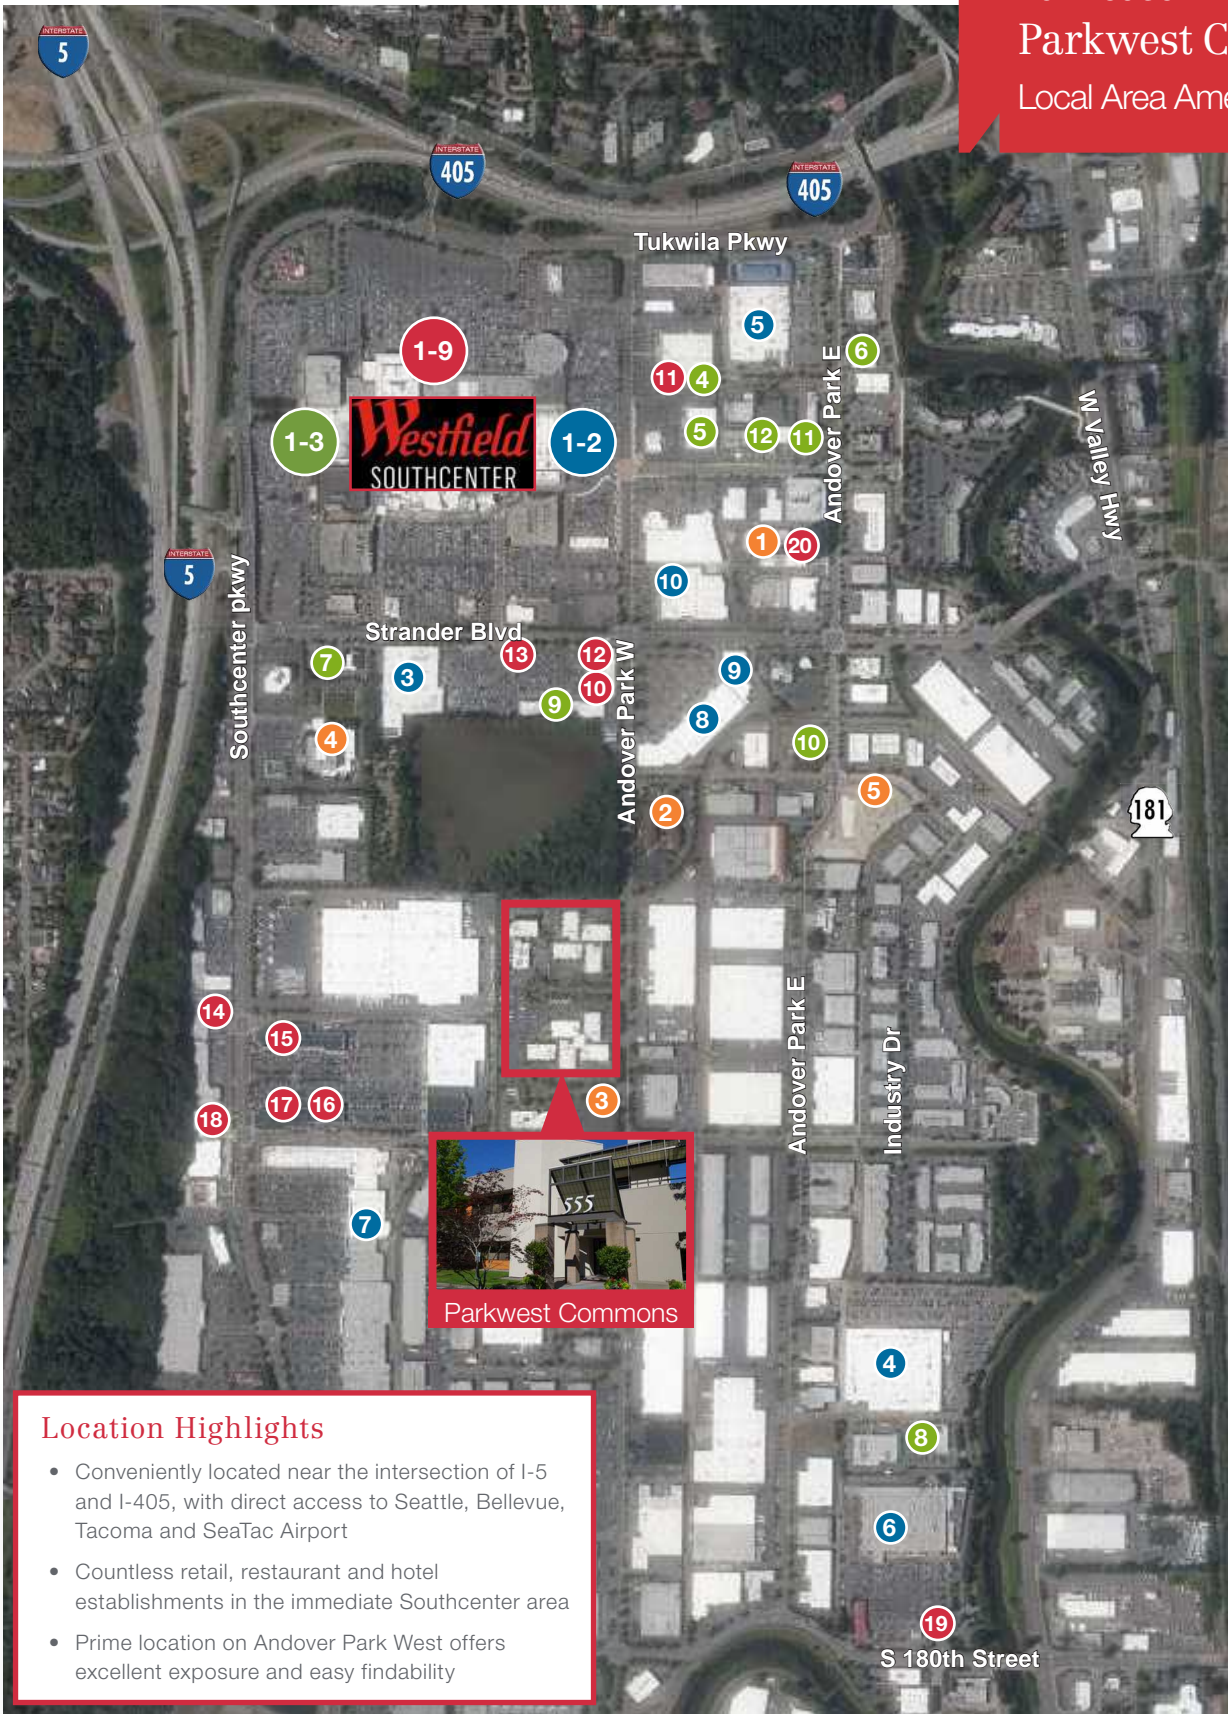 Parkwest C
Local Area Ame
INTERSTATE
5
INTERSTATE
405
INTERSTATE
405
Tukwila Pkwy
5
1-9
6
11
4
Andover Park E
W Valley Hwy
1-3
Westfield
SOUTHCENTER
1-2
5
12
11
1
20
INTERSTATE
5
10
Southcenter pkwy
Strander Blvd
7
3
13
12
10
9
Andover Park W
9
8
4
10
2
5
181
14
15
17
16
18
3
Andover Park E
Industry Dr
555
7
Parkwest Commons
4
8
6
19
S 180th Street
Location Highlights
• Conveniently located near the intersection of I-5
and I-405, with direct access to Seattle, Bellevue,
Tacoma and SeaTac Airport
• Countless retail, restaurant and hotel
establishments in the immediate Southcenter area
• Prime location on Andover Park West offers
excellent exposure and easy findability